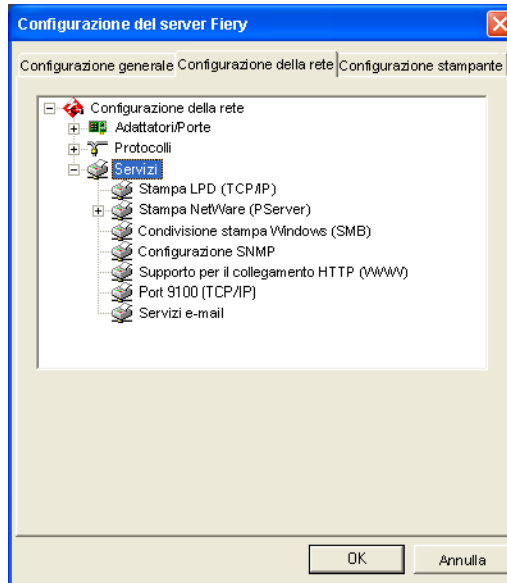 Configurazione del server Fiery
Configurazione generale Configurazione della rete Configurazione stampante
Configurazione della rete
Adattatori/Porte
Protocolli
Servizi
Stampa LPD (TCP/IP)
Stampa NetWare (PServer)
Condivisione stampa Windows (SMB)
Configurazione SNMP
Supporto per il collegamento HTTP (WWW)
Port 9100 (TCP/IP)
Servizi e-mail
OK Annulla